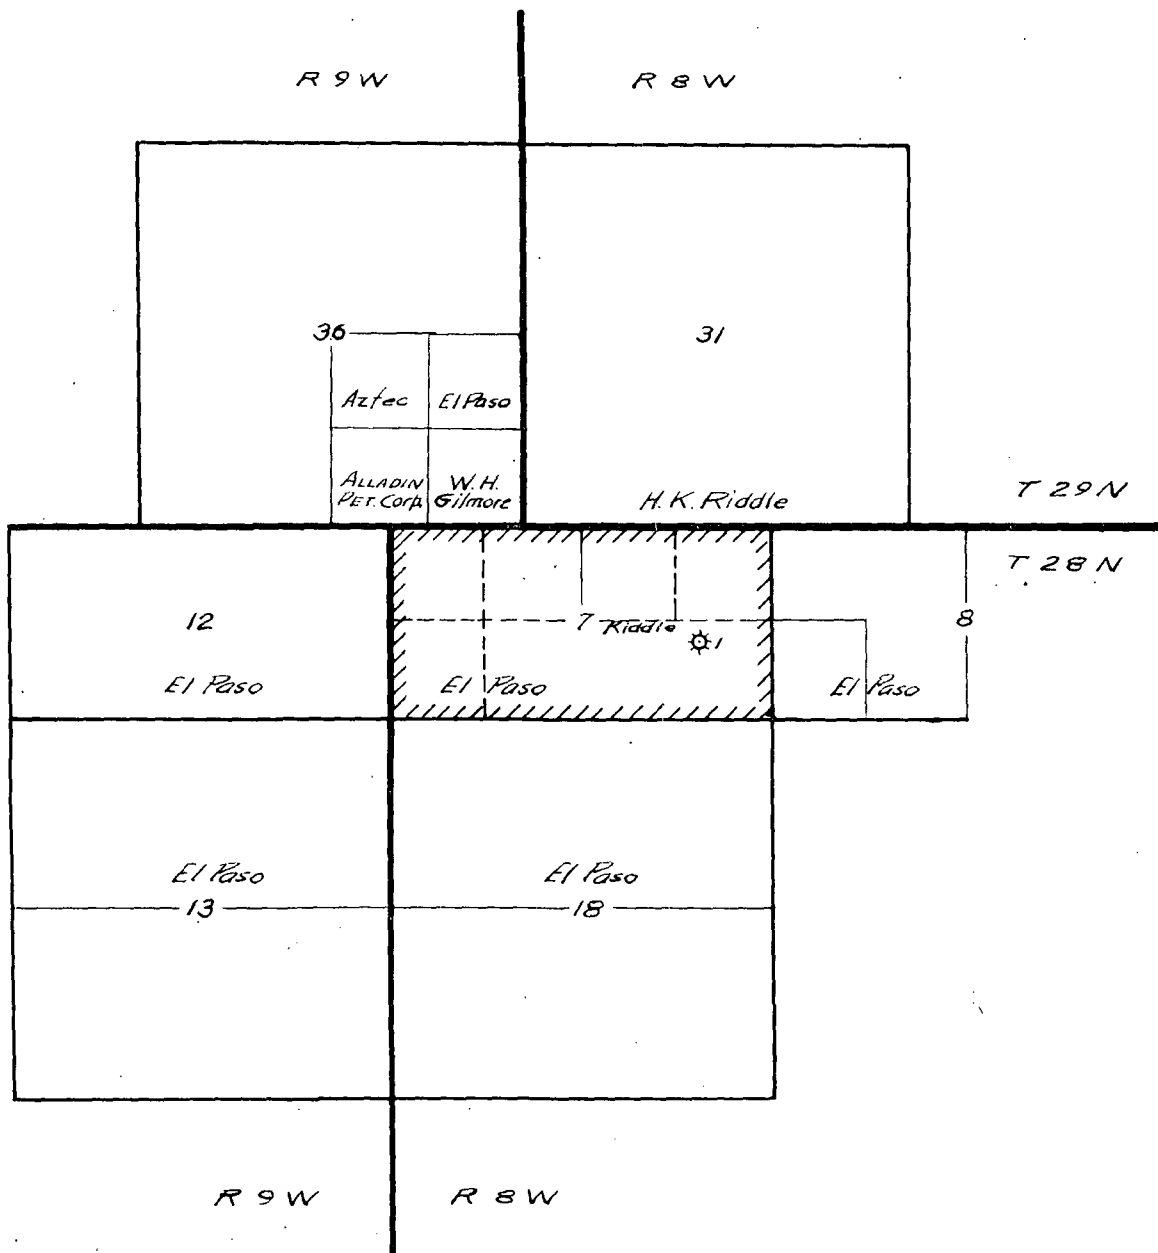 R 9 W R 8 W
36
31
Aztec El Paso
ALLADIN W. H.
PET. Corp. Gilmore
H. K. Riddle
T 29 N
T 28 N
12
7
Riddle
1
8
El Paso El Paso El Paso
El Paso El Paso
13 18
R 9 W R 8 W